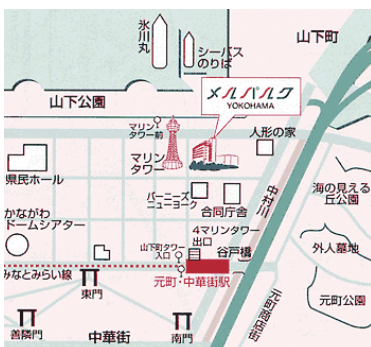 氷川丸
シーバス
のりば
山下町
メルパルク
YOKOHAMA
山下公園
マリン
タワー前
マリン
タワー
人形の家
県民ホール
バーニーズ
ニューヨーク
合同庁舎
中村川
海の見える
丘公園
かながわ
ドームシアター
4マリンタワー
出口
谷戸橋
山下町タワー
入口
外人墓地
みなとみらい線
元町・中華街駅
東門
元町公園
元町商店街
善隣門
中華街
南門